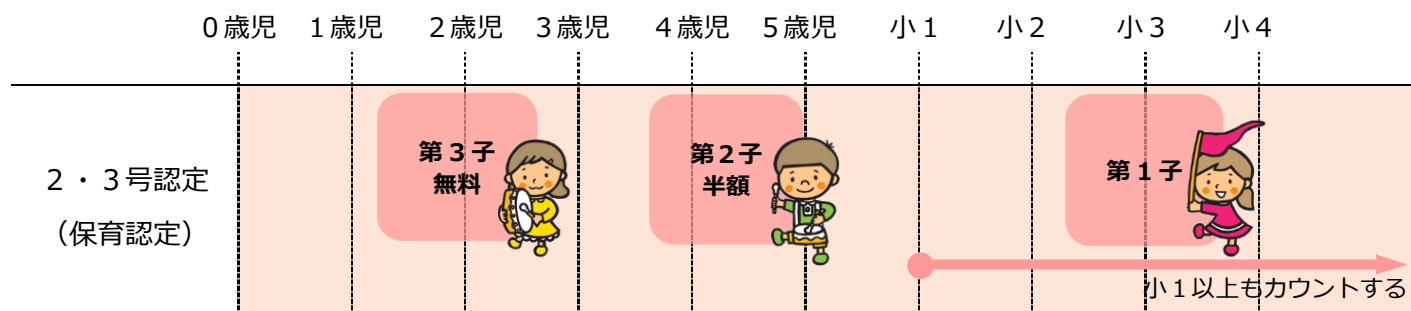 ０歳児 １歳児 ２歳児 ３歳児 ４歳児 ５歳児 小１ 小２ 小３ 小４
２・３号認定
（保育認定）
第３子
無料
第２子
半額
第１子
小１以上もカウントする